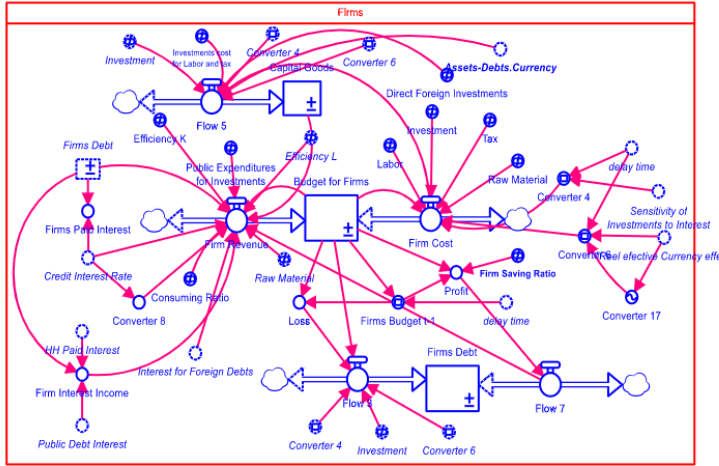 Firms
Investment
Investments cost
for Labor and tax
Converter 4
Converter 6
Assets-Debts.Currency
Capital Goods
Direct Foreign Investments
Flow 5
Efficiency K
Efficiency L
Investment
Tax
Firms Debt
Public Expenditures
for Investments
Budget for Firms
Labor
Raw Material
delay time
Converter 4
Sensitivity of
Investments to Interest
Firms Paid Interest
Firm Revenue
Firm Cost
Credit Interest Rate
Consuming Ratio
Raw Material
Profit
Firm Saving Ratio
Converter 8
Loss
Firms Budget t-1
delay time
Converter 17
HH Paid Interest
Interest for Foreign Debts
Firms Debt
Firm Interest Income
Flow 7
Public Debt Interest
Converter 4
Investment
Converter 6